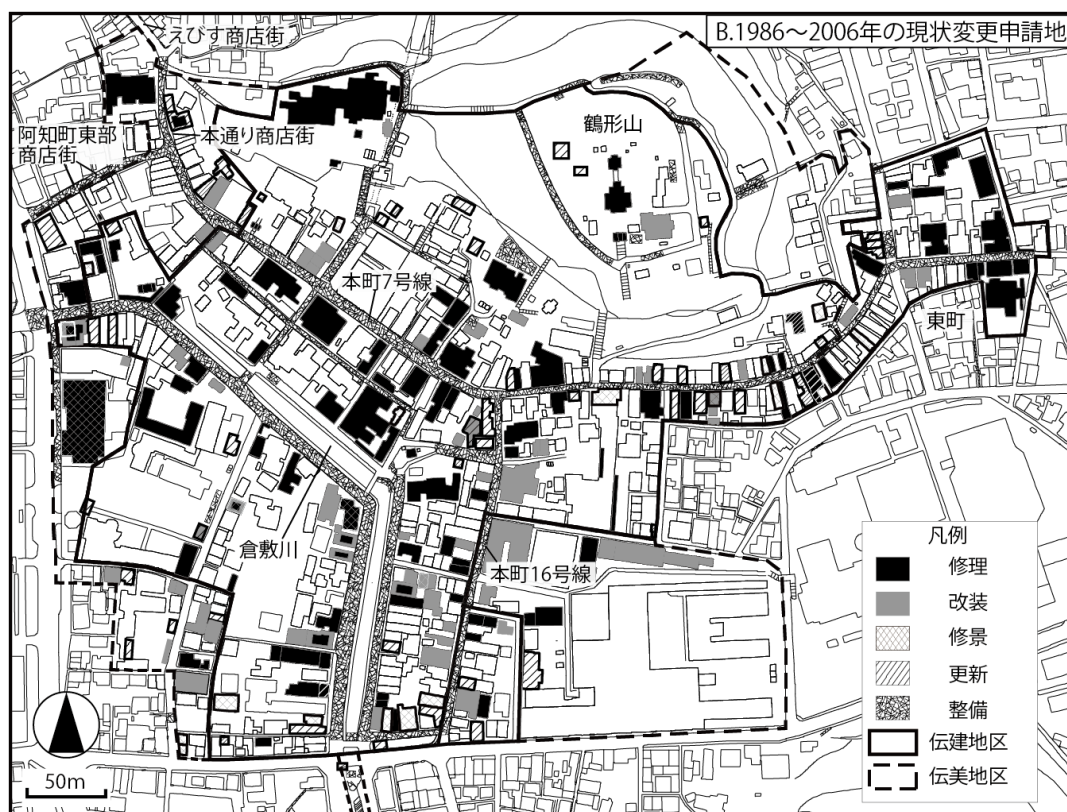 B.1986〜2006年の現状変更申請地
えびす商店街
阿知町東部
商店街
本通り商店街
鶴形山
本町7号線
東町
倉敷川
本町16号線
凡例
修理
改装
修景
更新
整備
伝建地区
伝美地区
50m